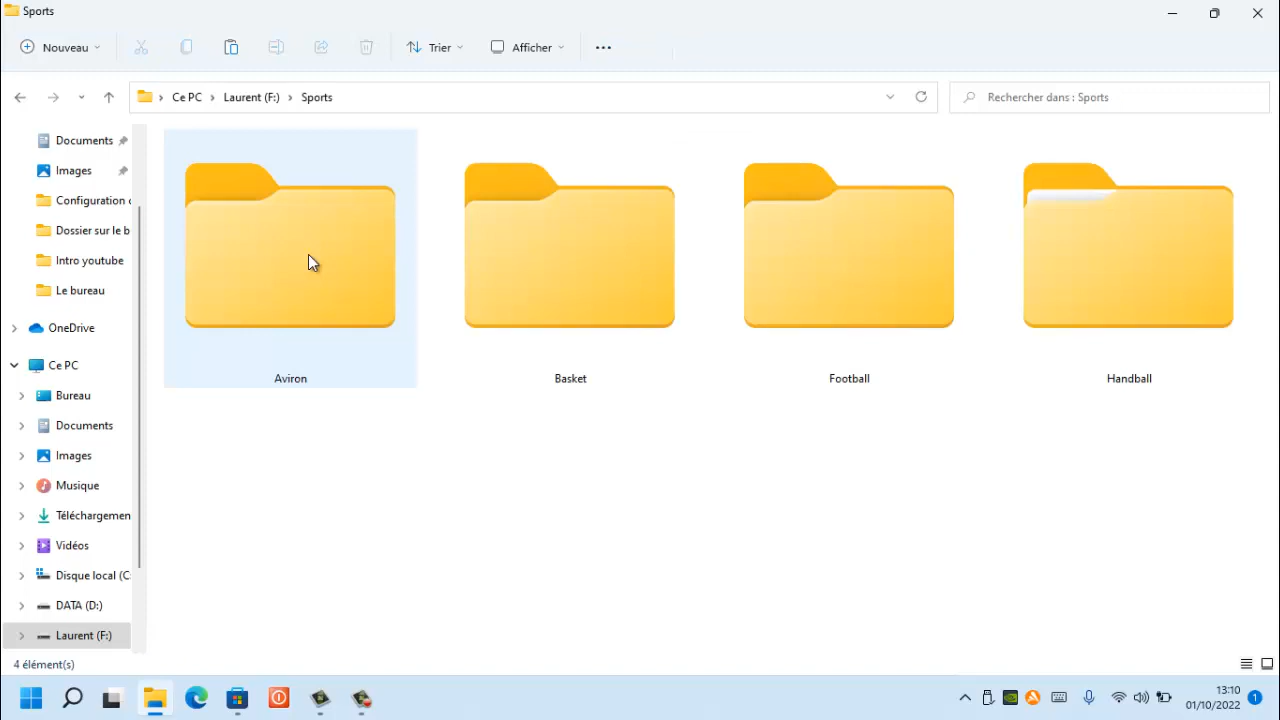 Sports
Nouveau
Trier
Afficher
Ce PC
Laurent (F:)
Sports
Rechercher dans : Sports
Documents
Images
Configuration
Dossier sur le b
Intro youtube
Le bureau
OneDrive
Ce PC
Bureau
Documents
Images
Musique
Téléchargemen
Vidéos
Disque local (C:
DATA (D:)
Laurent (F:)
Aviron
Basket
Football
Handball
4 élément(s)
13:10
01/10/2022
1